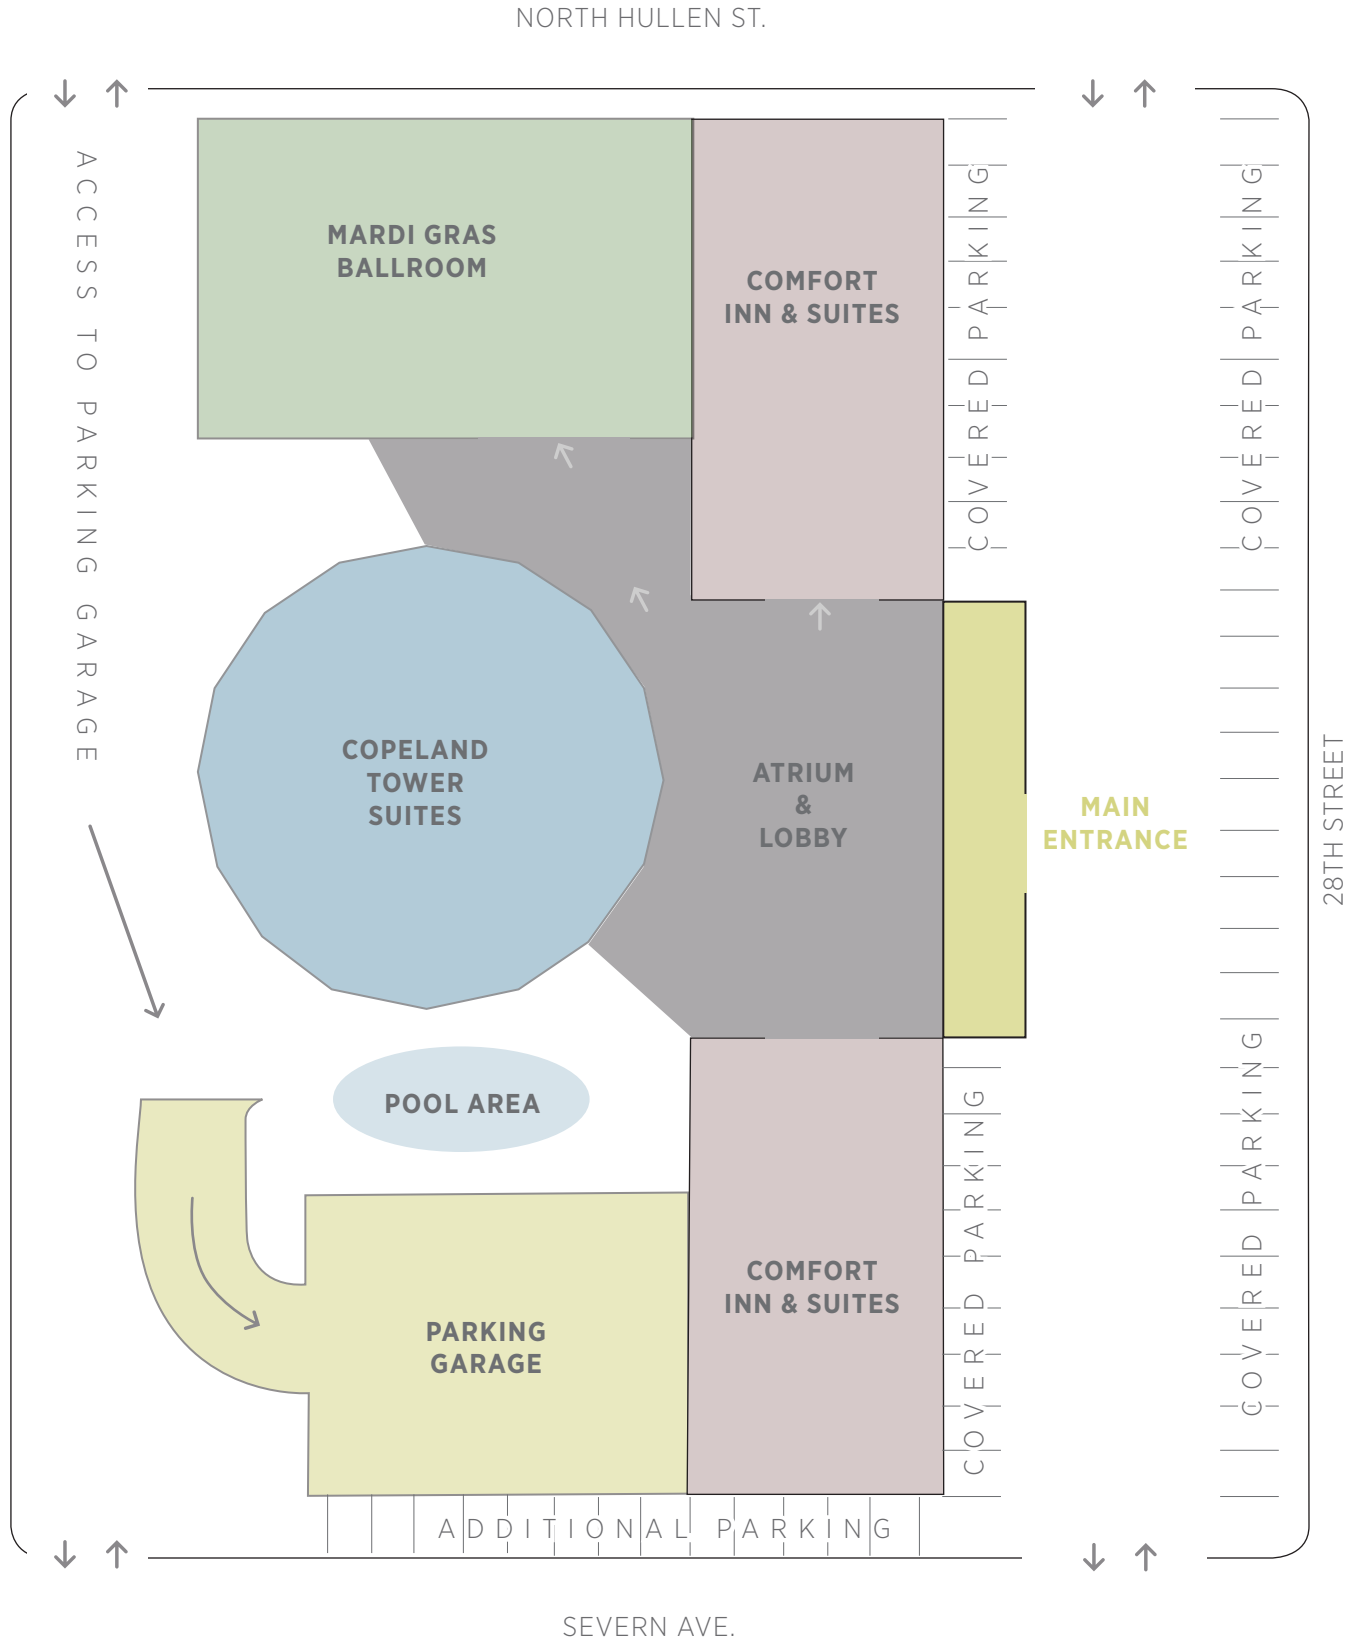 NORTH HULLEN ST.
ACCESS TO PARKING GARAGE
MARDI GRAS
BALLROOM
COMFORT
INN & SUITES
COVERED PARKING
COVERED PARKING
COPELAND
TOWER
SUITES
ATRIUM
&
LOBBY
MAIN
ENTRANCE
28TH STREET
POOL AREA
PARKING
GARAGE
COMFORT
INN & SUITES
COVERED PARKING
COVERED PARKING
ADDITIONAL PARKING
SEVERN AVE.